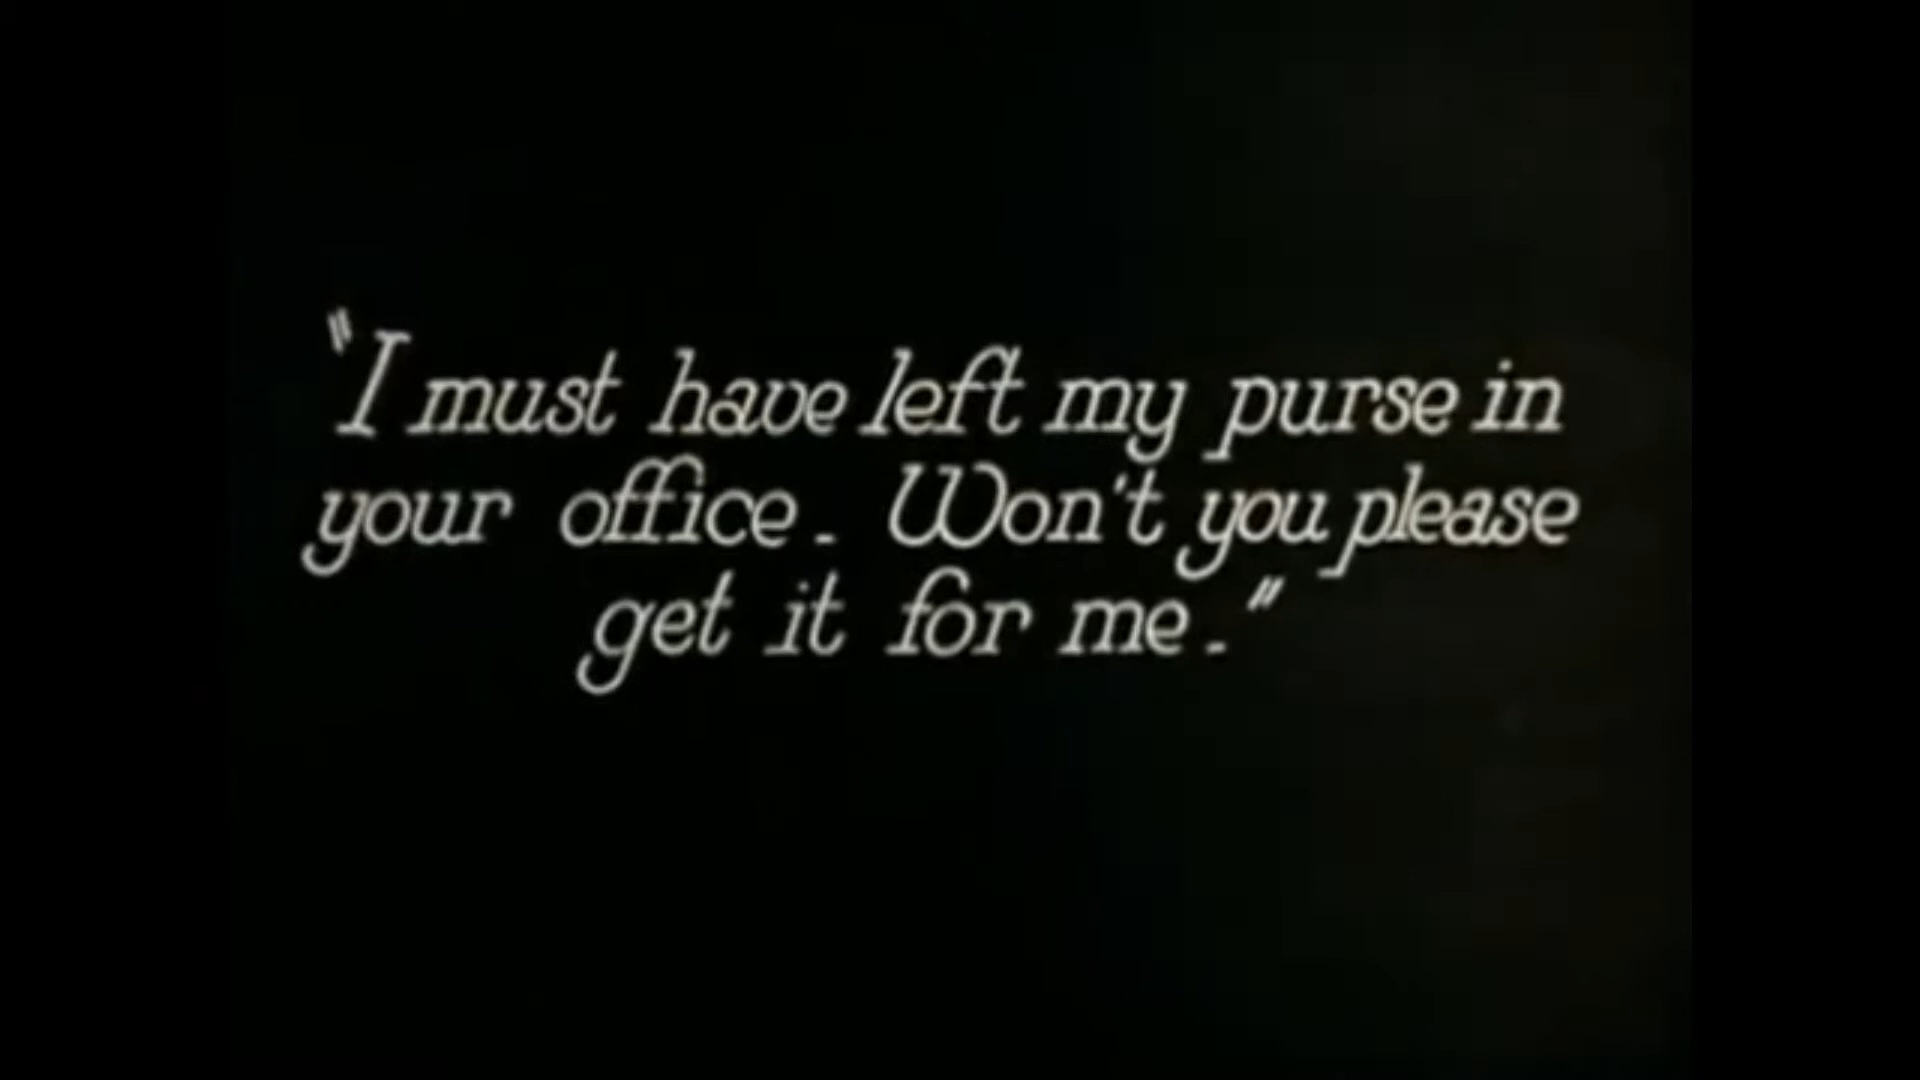 "I must have left my purse in
your office. Won't you please
get it for me."